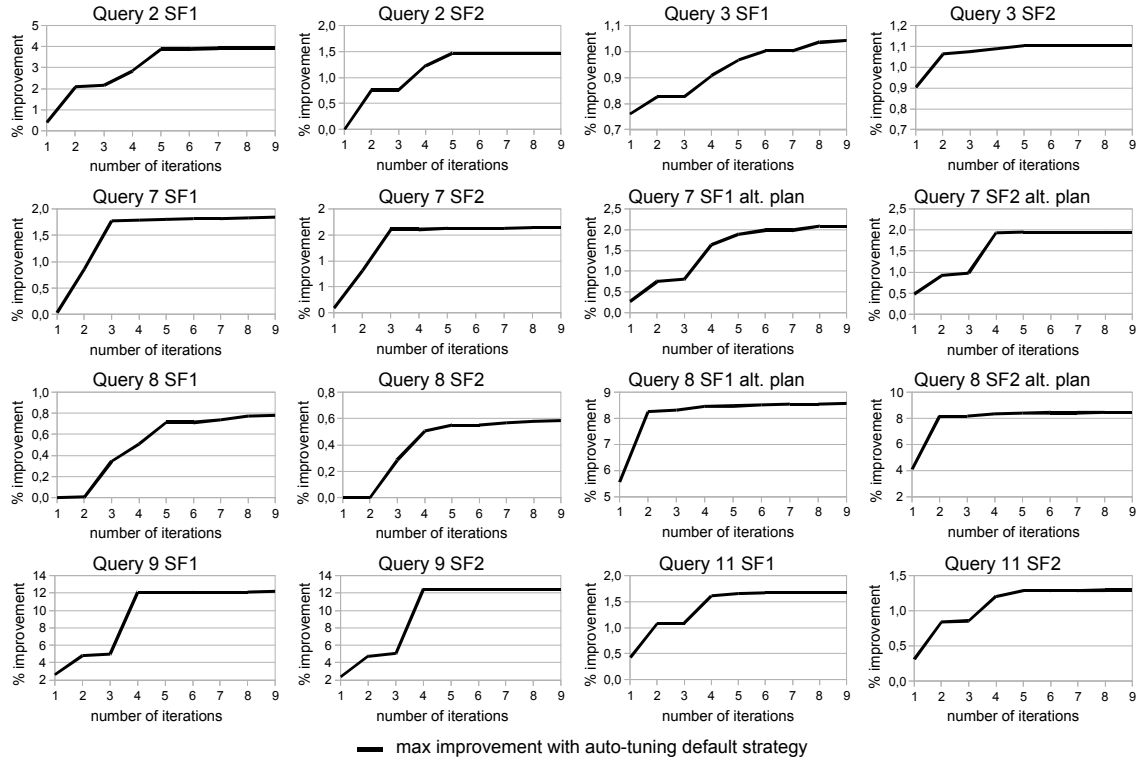 Query 2 SF1
% improvement
4
3
2
1
0
1 2 3 4 5 6 7 8 9
number of iterations
Query 2 SF2
% improvement
2,0
1,5
1,0
0,5
0,0
1 2 3 4 5 6 7 8 9
number of iterations
Query 3 SF1
% improvement
1,1
1,0
0,9
0,8
0,7
1 2 3 4 5 6 7 8 9
number of iterations
Query 3 SF2
% improvement
1,2
1,1
1,0
0,9
0,8
0,7
1 2 3 4 5 6 7 8 9
number of iterations
Query 7 SF1
% improvement
2,0
1,5
1,0
0,5
0,0
1 2 3 4 5 6 7 8 9
number of iterations
Query 7 SF2
% improvement
2
2
1
1
0
1 2 3 4 5 6 7 8 9
number of iterations
Query 7 SF1 alt. plan
% improvement
2,5
2,0
1,5
1,0
0,5
0,0
1 2 3 4 5 6 7 8 9
number of iterations
Query 7 SF2 alt. plan
% improvement
2,5
2,0
1,5
1,0
0,5
0,0
1 2 3 4 5 6 7 8 9
number of iterations
Query 8 SF1
% improvement
1,0
0,8
0,6
0,4
0,2
0,0
1 2 3 4 5 6 7 8 9
number of iterations
Query 8 SF2
% improvement
0,8
0,6
0,4
0,2
0,0
1 2 3 4 5 6 7 8 9
number of iterations
Query 8 SF1 alt. plan
% improvement
9
8
7
6
5
1 2 3 4 5 6 7 8 9
number of iterations
Query 8 SF2 alt. plan
% improvement
10
8
6
4
2
1 2 3 4 5 6 7 8 9
number of iterations
Query 9 SF1
% improvement
14
12
10
8
6
4
2
1 2 3 4 5 6 7 8 9
number of iterations
Query 9 SF2
% improvement
14
12
10
8
6
4
2
1 2 3 4 5 6 7 8 9
number of iterations
Query 11 SF1
% improvement
2,0
1,5
1,0
0,5
0,0
1 2 3 4 5 6 7 8 9
number of iterations
Query 11 SF2
% improvement
1,5
1,0
0,5
0,0
1 2 3 4 5 6 7 8 9
number of iterations
max improvement with auto-tuning default strategy